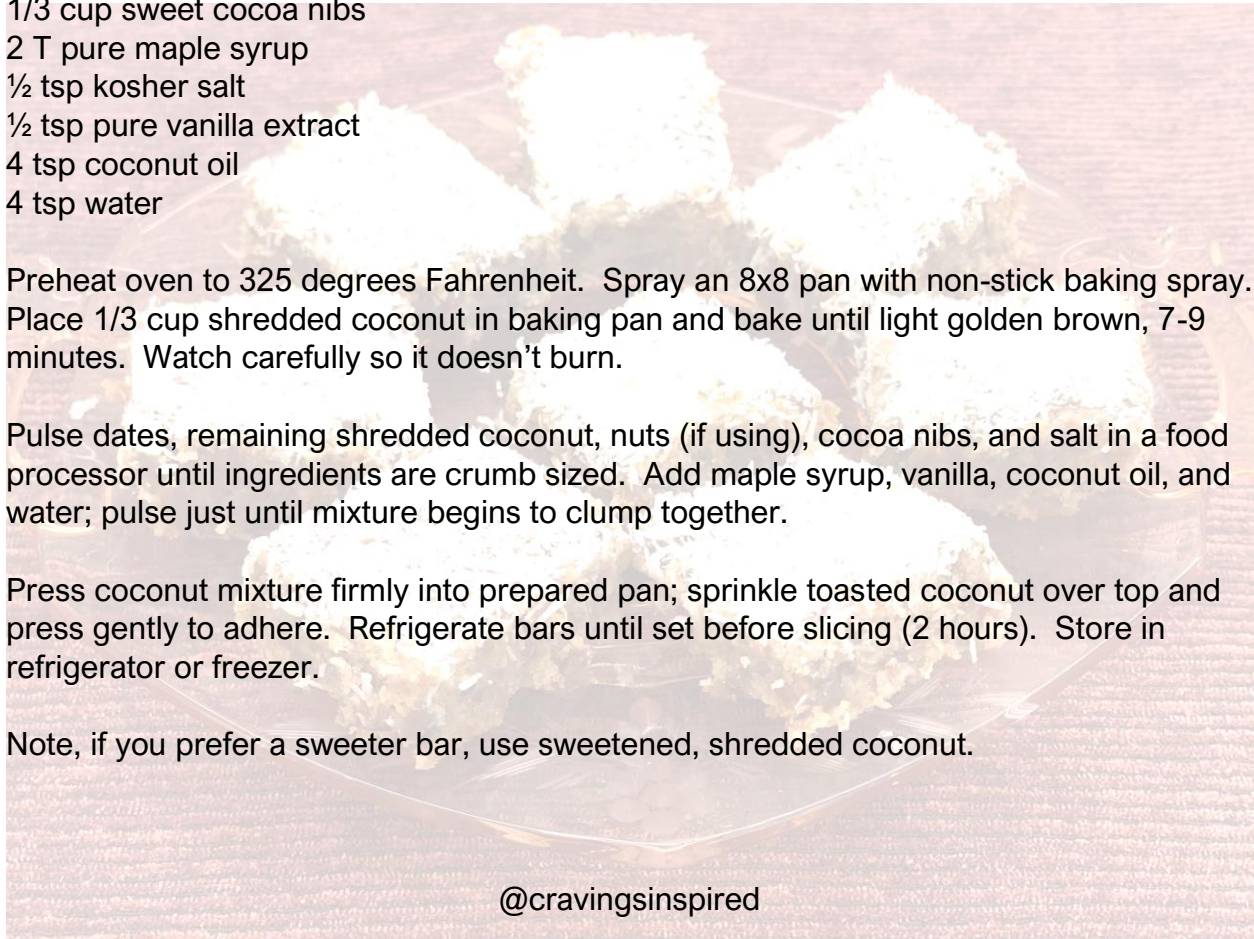 1/3 cup sweet cocoa nibs
2 T pure maple syrup
½ tsp kosher salt
½ tsp pure vanilla extract
4 tsp coconut oil
4 tsp water
Preheat oven to 325 degrees Fahrenheit.  Spray an 8x8 pan with non-stick baking spray.
Place 1/3 cup shredded coconut in baking pan and bake until light golden brown, 7-9
minutes.  Watch carefully so it doesn’t burn.
Pulse dates, remaining shredded coconut, nuts (if using), cocoa nibs, and salt in a food
processor until ingredients are crumb sized.  Add maple syrup, vanilla, coconut oil, and
water; pulse just until mixture begins to clump together.
Press coconut mixture firmly into prepared pan; sprinkle toasted coconut over top and
press gently to adhere.  Refrigerate bars until set before slicing (2 hours).  Store in
refrigerator or freezer.
Note, if you prefer a sweeter bar, use sweetened, shredded coconut.
@cravingsinspired